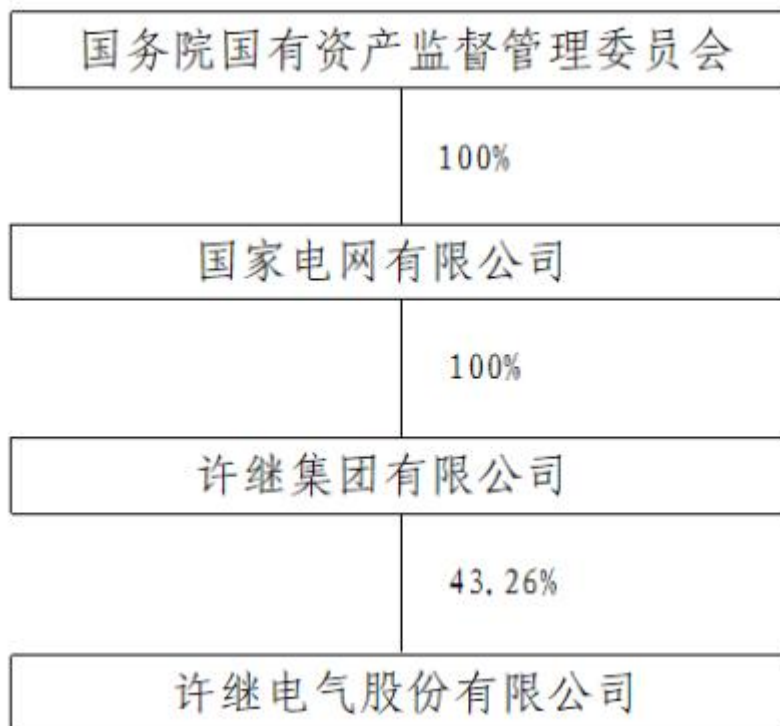 国务院国有资产监督管理委员会
100%
国家电网有限公司
100%
许继集团有限公司
43.26%
许继电气股份有限公司